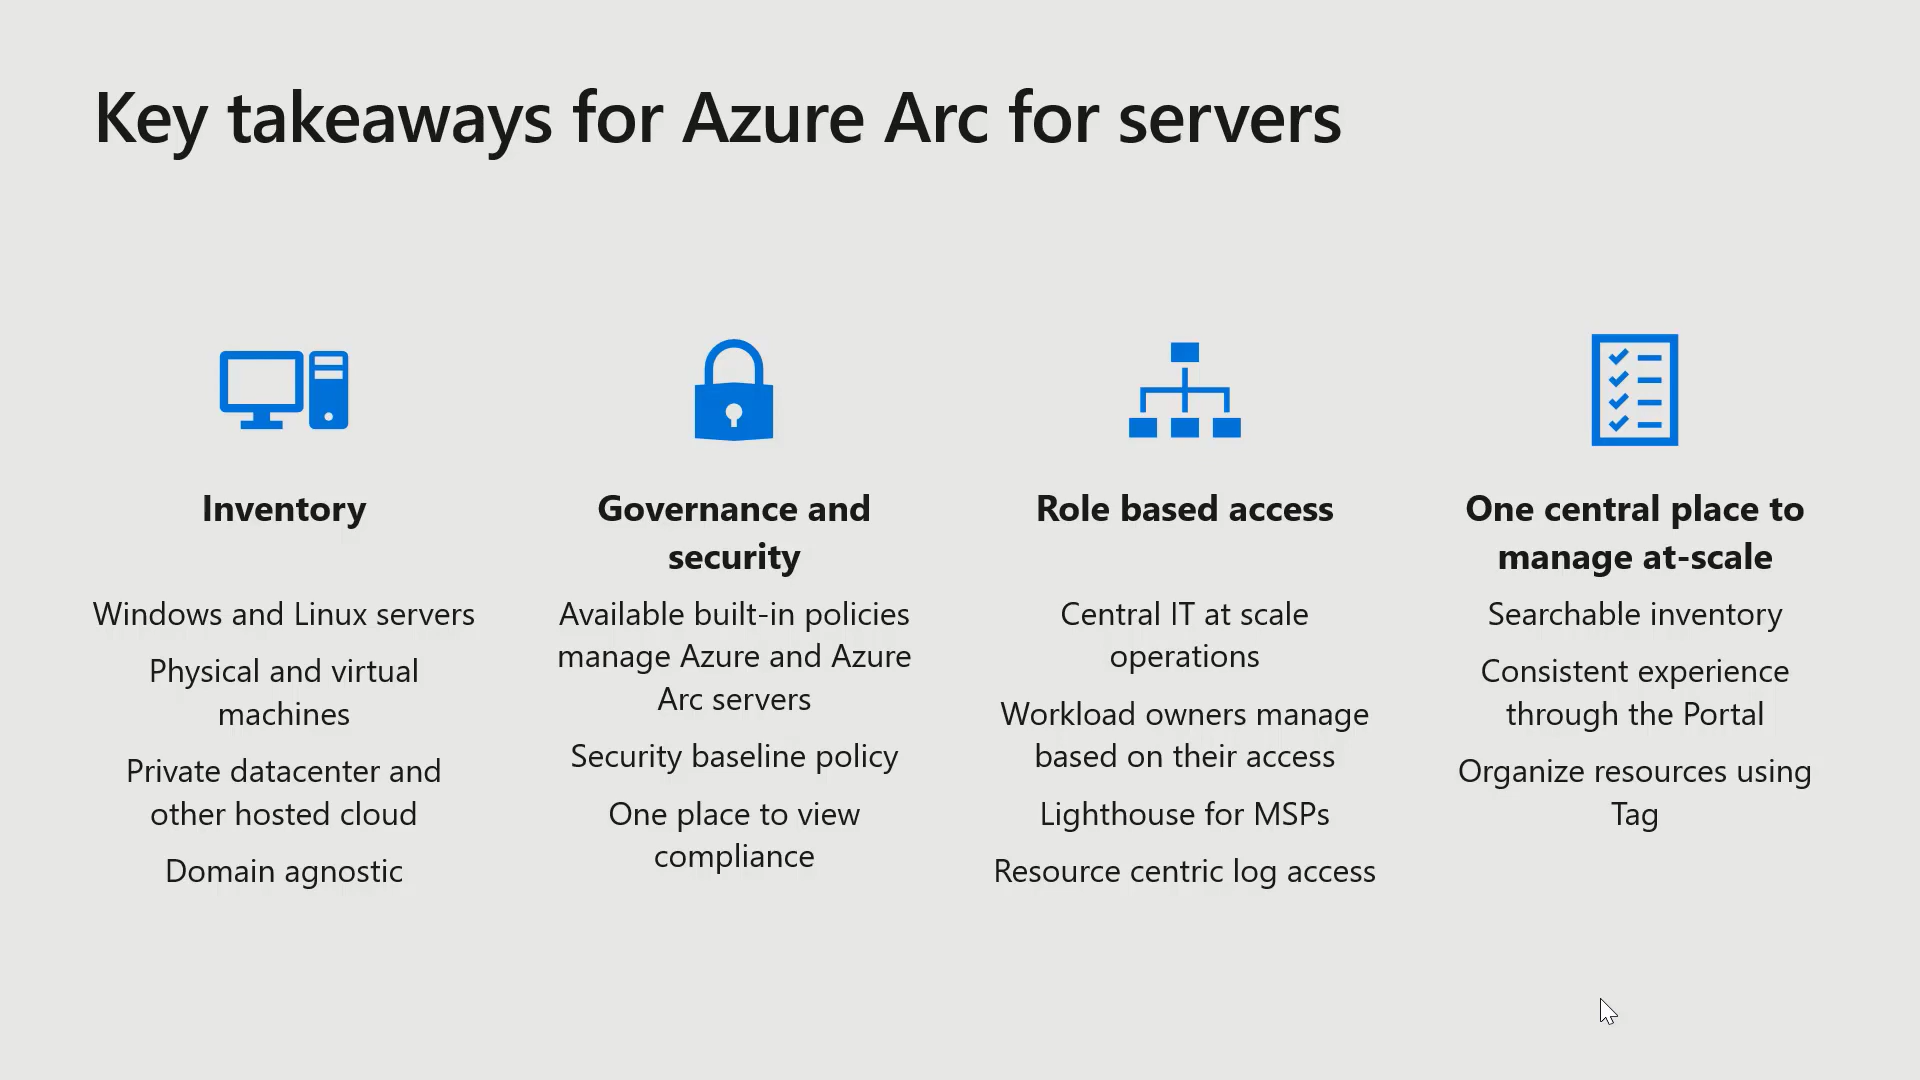 Key takeaways for Azure Arc for servers
Inventory
Windows and Linux servers
Physical and virtual
machines
Private datacenter and
other hosted cloud
Domain agnostic
Governance and
security
Available built-in policies
manage Azure and Azure
Arc servers
Security baseline policy
One place to view
compliance
Role based access
Central IT at scale
operations
Workload owners manage
based on their access
Lighthouse for MSPs
Resource centric log access
One central place to
manage at-scale
Searchable inventory
Consistent experience
through the Portal
Organize resources using
Tag